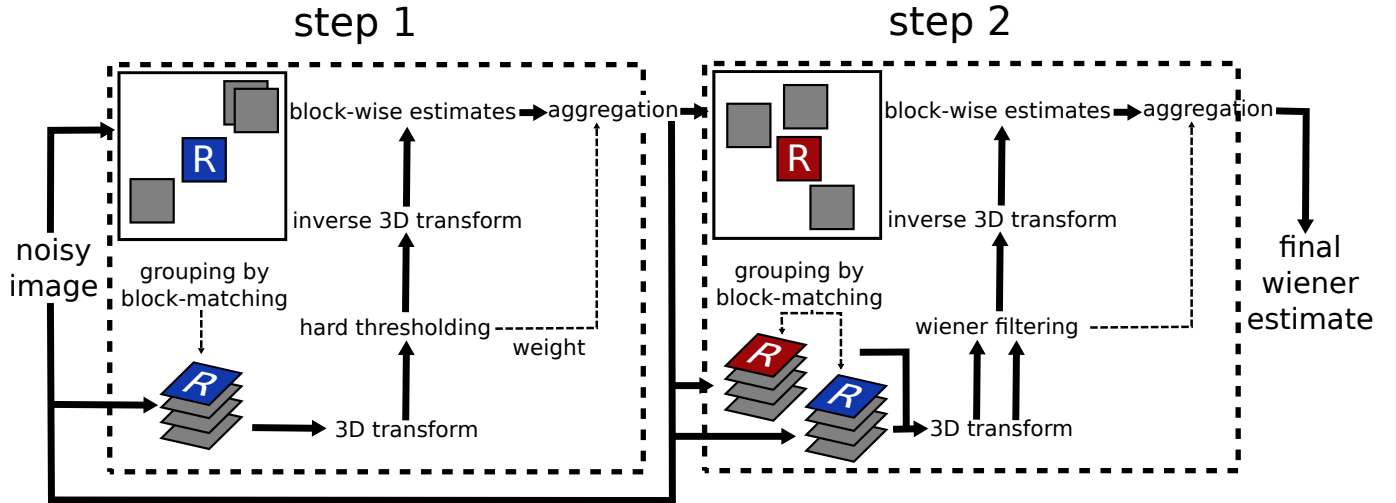 step 1
step 2
block-wise estimates
aggregation
R
inverse 3D transform
noisy
image
grouping by
block-matching
hard thresholding
weight
R
3D transform
block-wise estimates
aggregation
R
inverse 3D transform
grouping by
block-matching
wiener filtering
R
R
3D transform
final
wiener
estimate